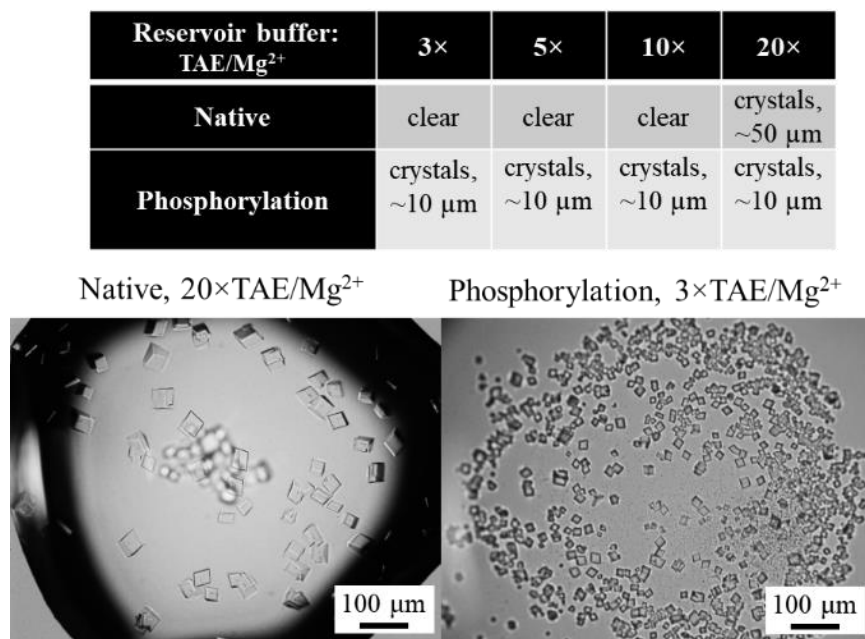 Reservoir buffer:
TAE/Mg²⁺
3× 5× 10× 20×
Native clear clear clear crystals,
~50 µm
Phosphorylation crystals,
~10 µm crystals,
~10 µm crystals,
~10 µm crystals,
~10 µm
Native, 20×TAE/Mg²⁺ Phosphorylation, 3×TAE/Mg²⁺
100 µm 100 µm